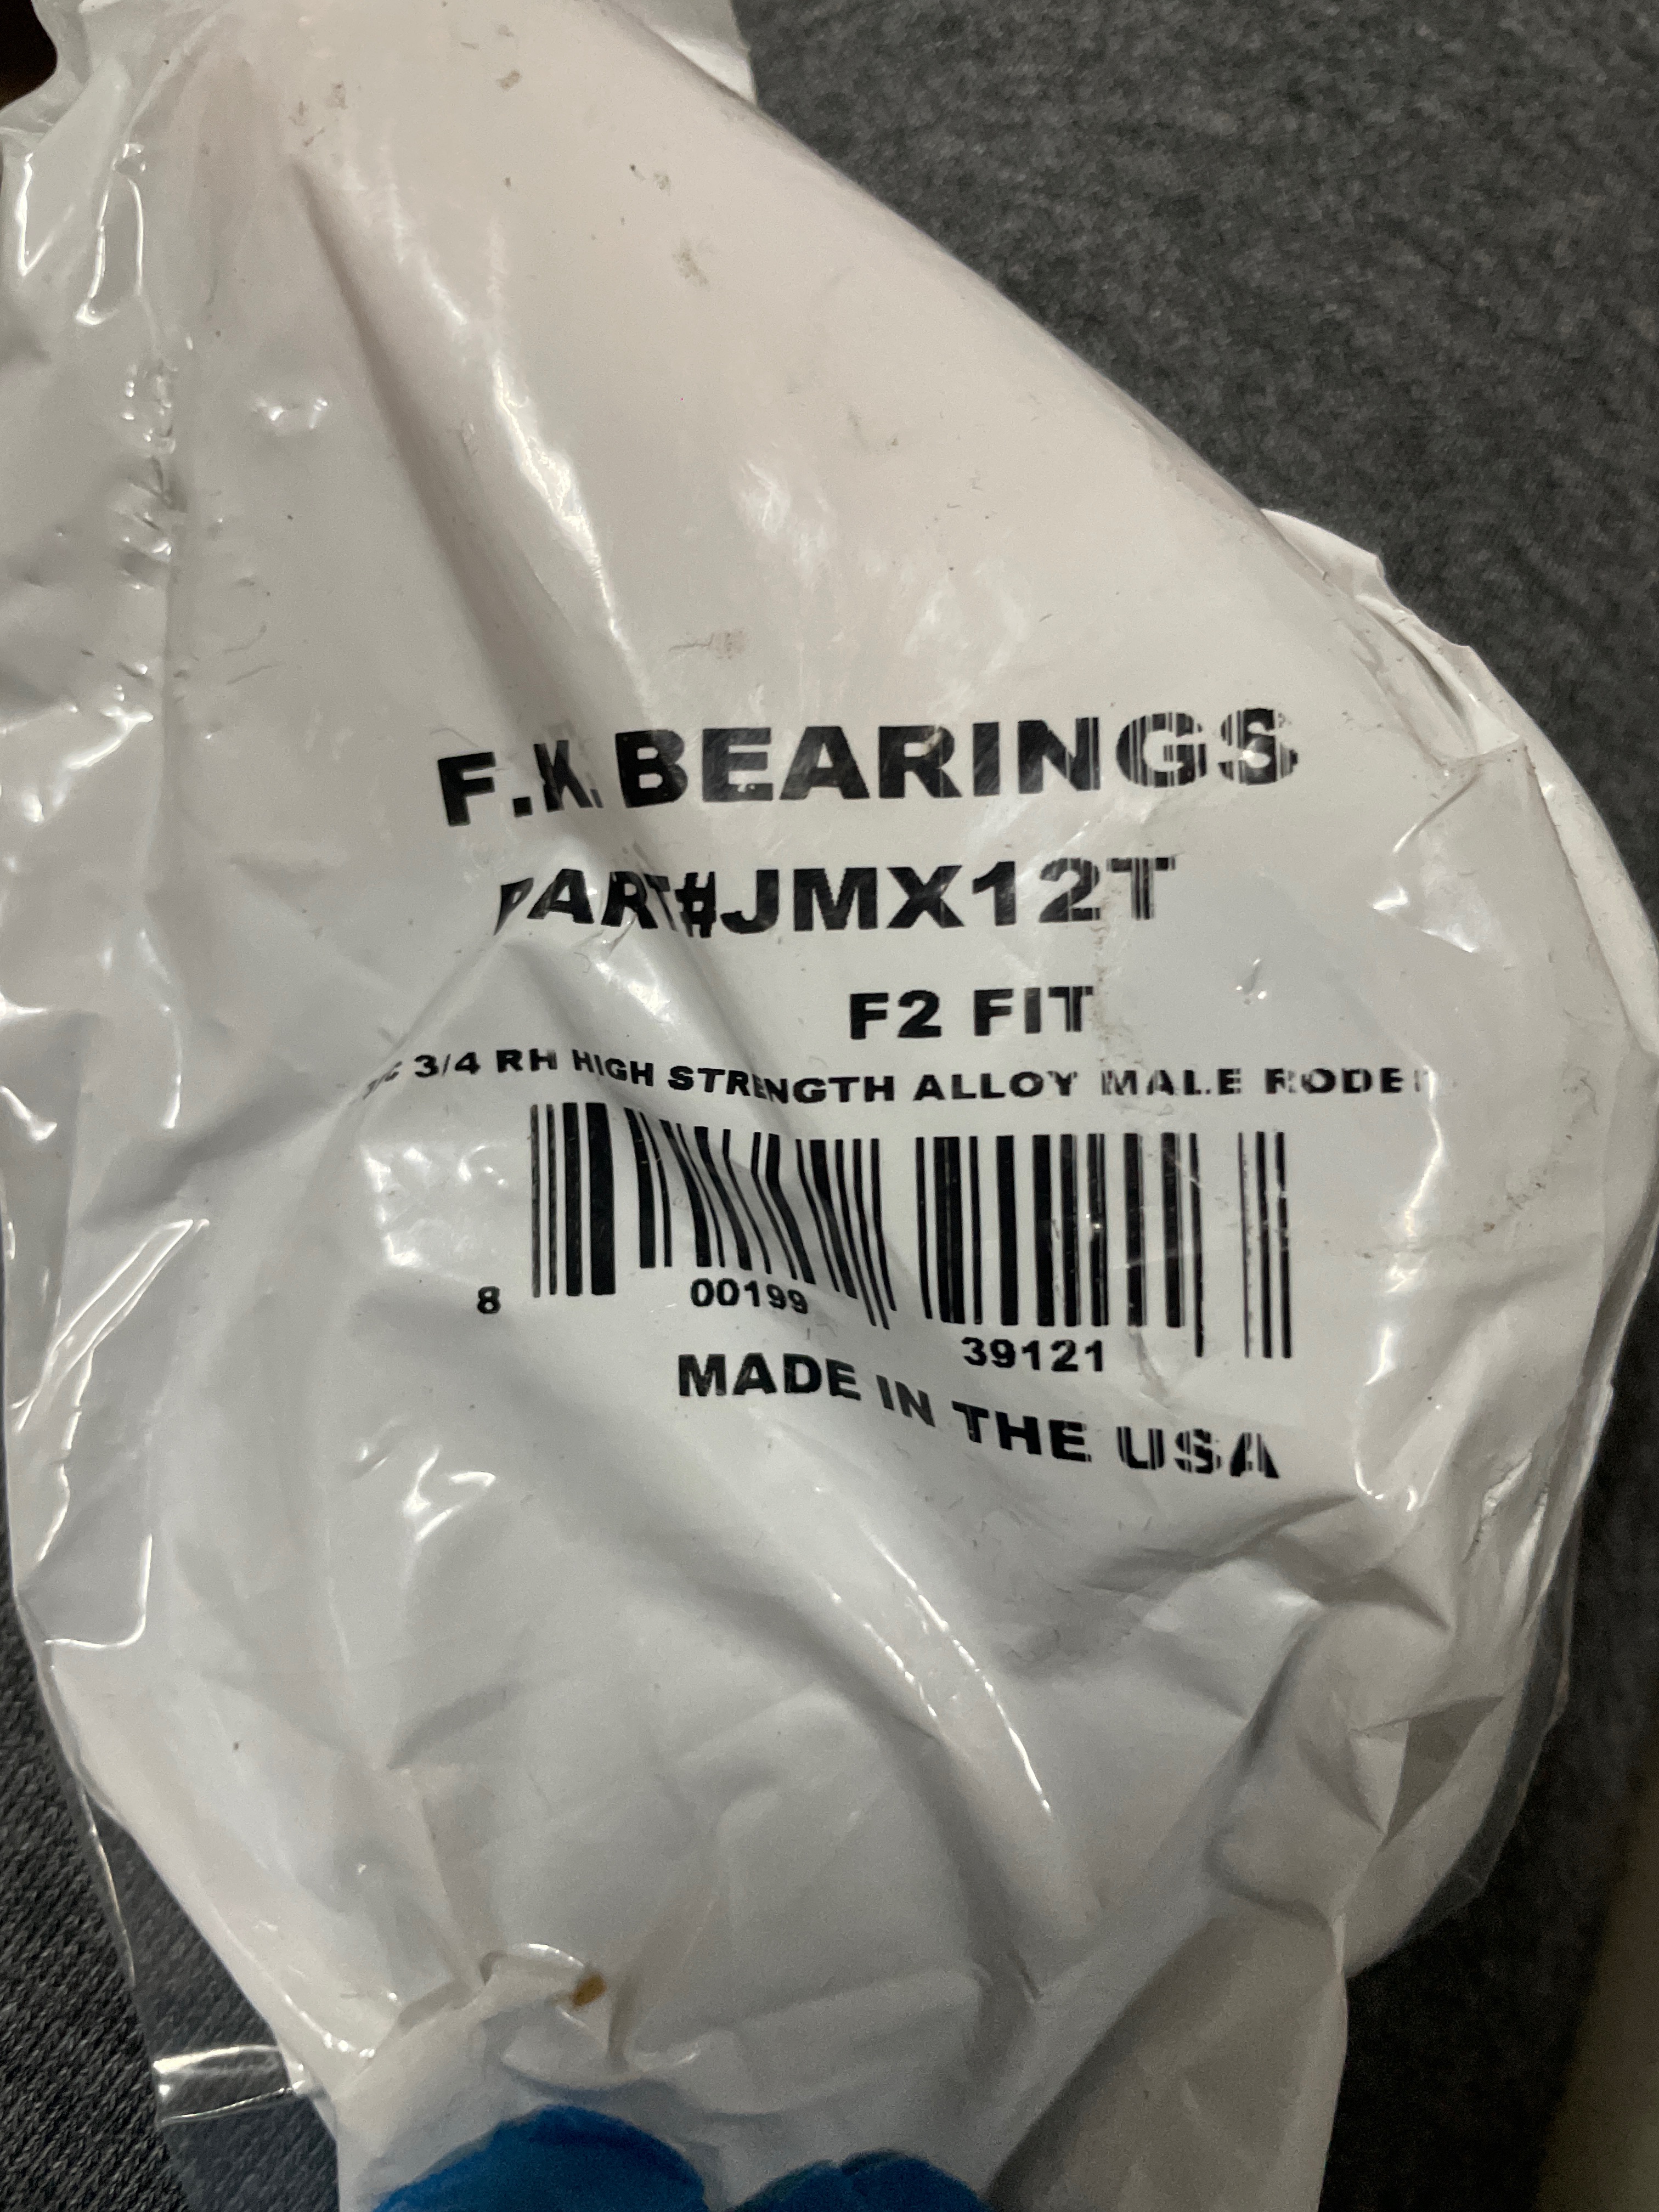 F.K. BEARINGS
PART#JMX12T
F2 FIT
3/4 RH HIGH STRENGTH ALLOY MALE
8 00199 39121
MADE IN THE USA